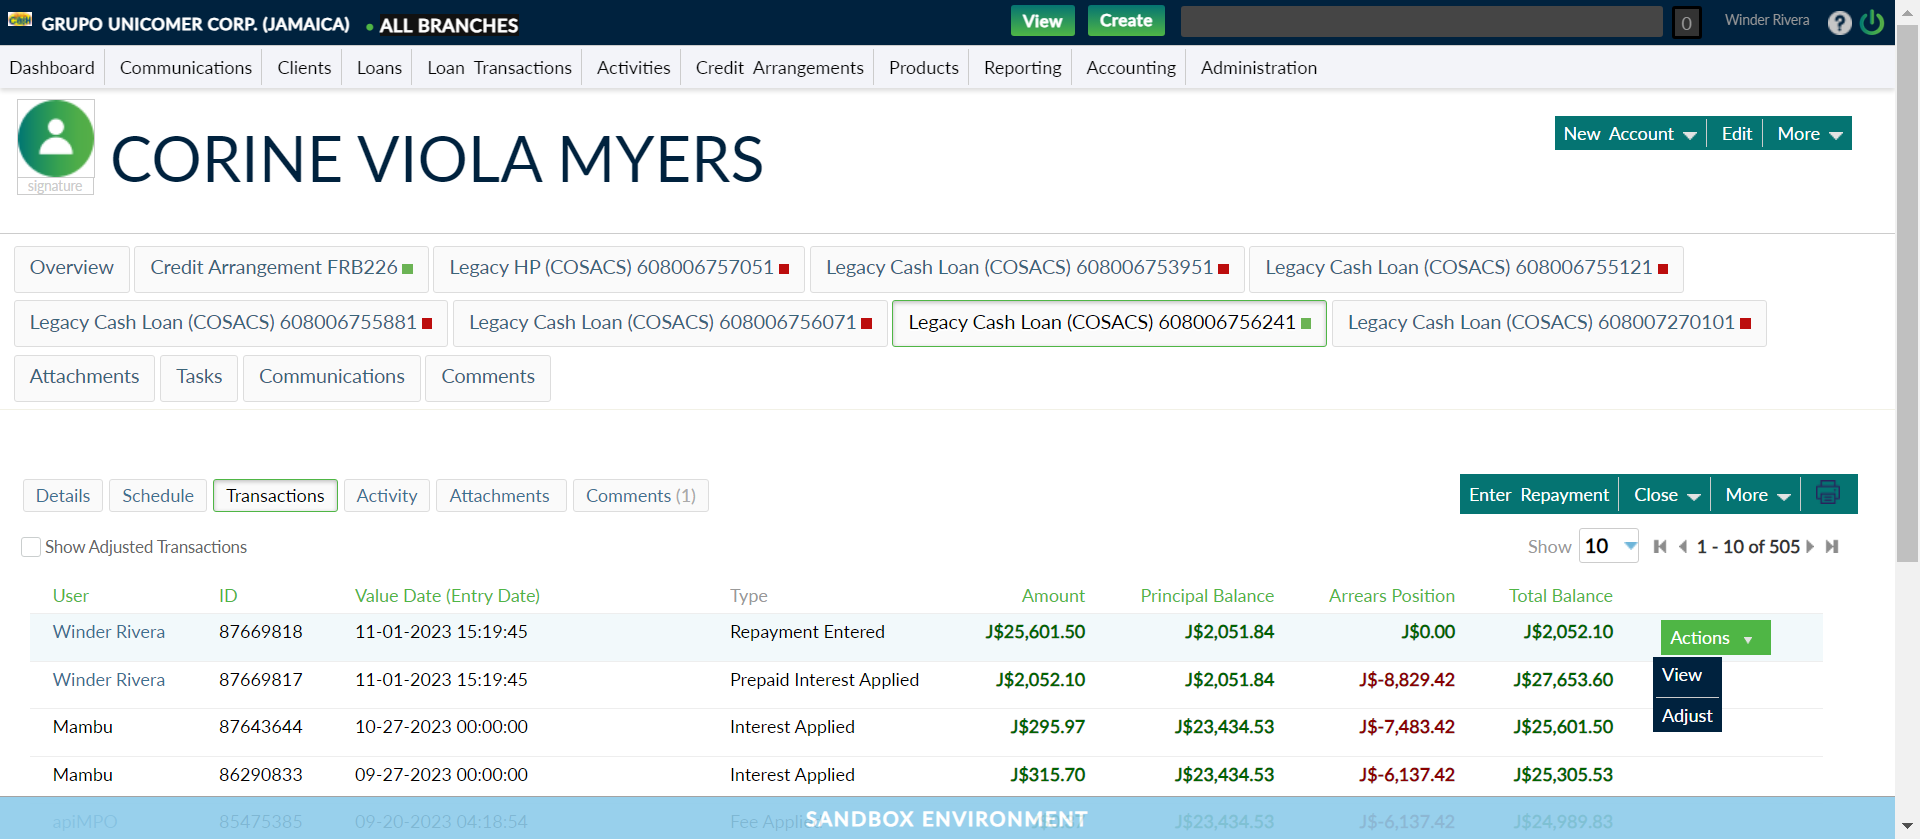 GRUPO UNICOMER CORP. (JAMAICA) ALL BRANCHES View Create 0 Winder Rivera ?
Dashboard Communications Clients Loans Loan Transactions Activities Credit Arrangements Products Reporting Accounting Administration
signature
CORINE VIOLA MYERS
New Account Edit More
Overview Credit Arrangement FRB226 Legacy HP (COSACS) 608006757051 Legacy Cash Loan (COSACS) 608006753951 Legacy Cash Loan (COSACS) 608006755121
Legacy Cash Loan (COSACS) 608006755881 Legacy Cash Loan (COSACS) 608006756071 Legacy Cash Loan (COSACS) 608006756241 Legacy Cash Loan (COSACS) 608007270101
Attachments Tasks Communications Comments
Details Schedule Transactions Activity Attachments Comments (1) Enter Repayment Close More
Show Adjusted Transactions Show 10 1 - 10 of 505
User ID Value Date (Entry Date) Type Amount Principal Balance Arrears Position Total Balance
Winder Rivera 87669818 11-01-2023 15:19:45 Repayment Entered J$25,601.50 J$2,051.84 J$0.00 J$2,052.10 Actions
Winder Rivera 87669817 11-01-2023 15:19:45 Prepaid Interest Applied J$2,052.10 J$2,051.84 J$-8,829.42 J$27,653.60 View
Mambu 87643644 10-27-2023 00:00:00 Interest Applied J$295.97 J$23,434.53 J$-7,483.42 J$25,601.50 Adjust
Mambu 86290833 09-27-2023 00:00:00 Interest Applied J$315.70 J$23,434.53 J$-6,137.42 J$25,305.53
apiMPO 85475385 09-20-2023 04:18:54 Fee J$23,434.53 J$-6,137.42 J$24,989.83
SANDBOX ENVIRONMENT